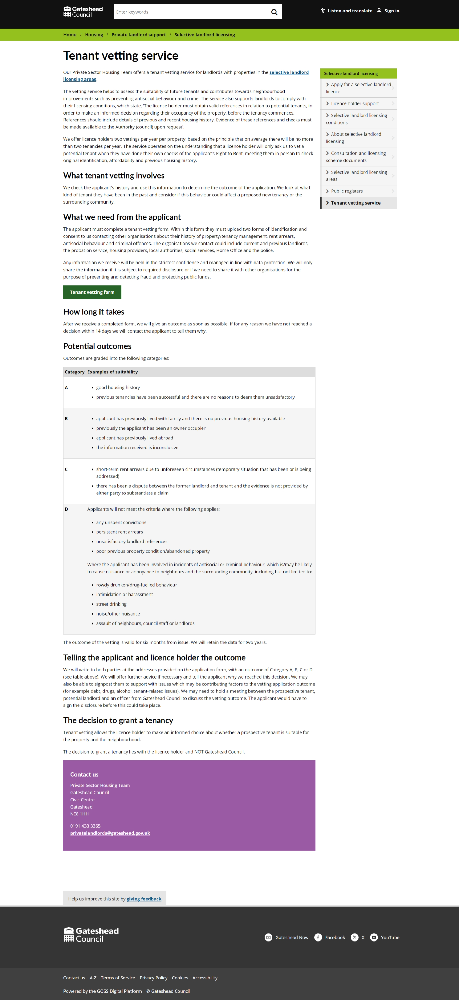 Gateshead
Council
Enter keywords
Listen and translate
Sign in
Home / Housing / Private landlord support / Selective landlord licensing
Tenant vetting service
Our Private Sector Housing Team offers a tenant vetting service for landlords with properties in the selective landlord
licensing areas.
The vetting service helps to assess the suitability of future tenants and contributes towards neighbourhood
improvements such as preventing antisocial behaviour and crime. The service also supports landlords to comply with
their licensing conditions, which state, 'The licence holder must obtain valid references in relation to potential tenants, in
order to make an informed decision regarding their occupancy of the property, before the tenancy commences.
References should include details of previous and recent housing history. Evidence of these references and checks must
be made available to the Authority (council) upon request'.
We offer licence holders two vettings per year per property, based on the principle that on average there will be no more
than two tenancies per year. The service operates on the understanding that a licence holder will only ask us to vet a
potential tenant when they have done their own checks of the applicant's Right to Rent, meeting them in person to check
original identification, affordability and previous housing history.
What tenant vetting involves
We check the applicant's history and use this information to determine the outcome of the application. We look at what
kind of tenant they have been in the past and consider if this behaviour could affect a proposed new tenancy or the
surrounding community.
What we need from the applicant
The applicant must complete a tenant vetting form. Within this form they must upload two forms of identification and
consent to us contacting other organisations about their history of property/tenancy management, rent arrears,
antisocial behaviour and criminal offences. The organisations we contact could include current and previous landlords,
the probation service, housing providers, local authorities, social services, Home Office and the police.
Any information we receive will be held in the strictest confidence and managed in line with data protection. We will only
share the information if it is subject to required disclosure or if we need to share it with other organisations for the
purpose of preventing and detecting fraud and protecting public funds.
Tenant vetting form
How long it takes
After we receive a completed form, we will give an outcome as soon as possible. If for any reason we have not reached a
decision within 14 days we will contact the applicant to tell them why.
Potential outcomes
Outcomes are graded into the following categories:
Category Examples of suitability
A
• good housing history
• previous tenancies have been successful and there are no reasons to deem them unsatisfactory
B
• applicant has previously lived with family and there is no previous housing history available
• previously the applicant has been an owner occupier
• applicant has previously lived abroad
• the information received is inconclusive
C
• short-term rent arrears due to unforeseen circumstances (temporary situation that has been or is being
addressed)
• there has been a dispute between the former landlord and tenant and the evidence is not provided by
either party to substantiate a claim
D
Applicants will not meet the criteria where the following applies:
• any unspent convictions
• persistent rent arrears
• unsatisfactory landlord references
• poor previous property condition/abandoned property
Where the applicant has been involved in incidents of antisocial or criminal behaviour, which is/may be likely
to cause nuisance or annoyance to neighbours and the surrounding community, including but not limited to:
• rowdy drunken/drug-fuelled behaviour
• intimidation or harassment
• street drinking
• noise/other nuisance
• assault of neighbours, council staff or landlords
The outcome of the vetting is valid for six months from issue. We will retain the data for two years.
Telling the applicant and licence holder the outcome
We will write to both parties at the addresses provided on the application form, with an outcome of Category A, B, C or D
(see table above). We will offer further advice if necessary and tell the applicant why we reached this decision. We may
also be able to signpost them to support with issues which may be contributing factors to the vetting application outcome
(for example debt, drugs, alcohol, tenant-related issues). We may need to hold a meeting between the prospective tenant,
potential landlord and an officer from Gateshead Council to discuss the vetting outcome. The applicant would have to
sign the disclosure before this could take place.
The decision to grant a tenancy
Tenant vetting allows the licence holder to make an informed choice about whether a prospective tenant is suitable for
the property and the neighbourhood.
The decision to grant a tenancy lies with the licence holder and NOT Gateshead Council.
Contact us
Private Sector Housing Team
Gateshead Council
Civic Centre
Gateshead
NE8 1HH
0191 433 3365
privatelandlords@gateshead.gov.uk
Selective landlord licensing
Apply for a selective landlord
licence
Licence holder support
Selective landlord licensing
conditions
About selective landlord
licensing
Consultation and licensing
scheme documents
Selective landlord licensing
areas
Public registers
Tenant vetting service
Help us improve this site by giving feedback
Gateshead
Council
Gateshead Now
Facebook
X
YouTube
Contact us A-Z Terms of Service Privacy Policy Cookies Accessibility
Powered by the GOSS Digital Platform © Gateshead Council